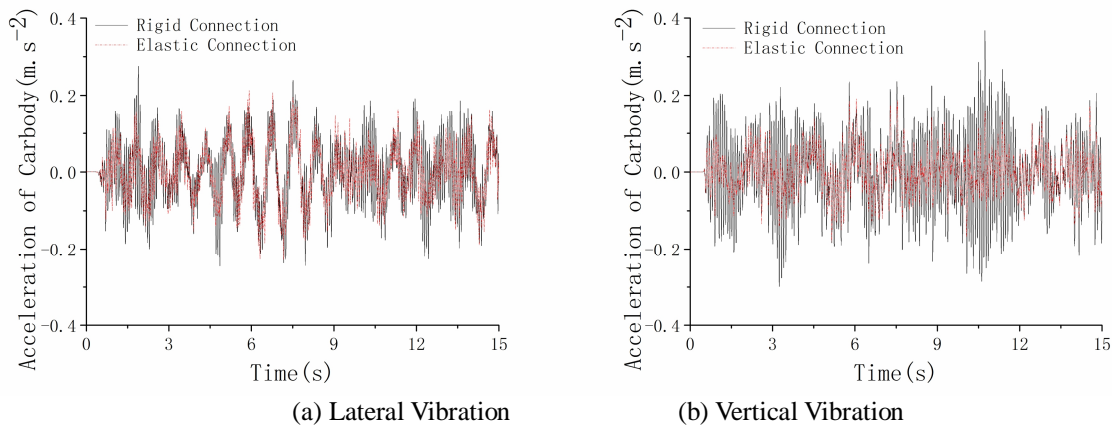 0.4
0.2
0.0
-0.2
-0.4
Acceleration of Carbody(m.s⁻²)
Rigid Connection
Elastic Connection
0 3 6 9 12 15
Time(s)
(a) Lateral Vibration
0.4
0.2
0.0
-0.2
-0.4
Acceleration of Carbody(m.s⁻²)
Rigid Connection
Elastic Connection
0 3 6 9 12 15
Time(s)
(b) Vertical Vibration